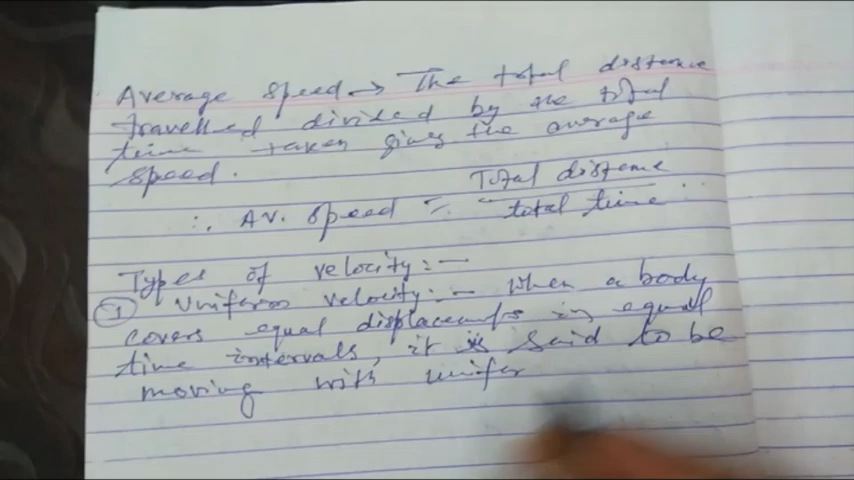 Average speed → The total distance
travelled divided by the total
time taken gives the average
speed.
∴ Av. speed = Total distance
total time
Types of velocity:-
① Uniform velocity:- When a body
covers equal displacements in equal
time intervals, it is said to be
moving with unifor